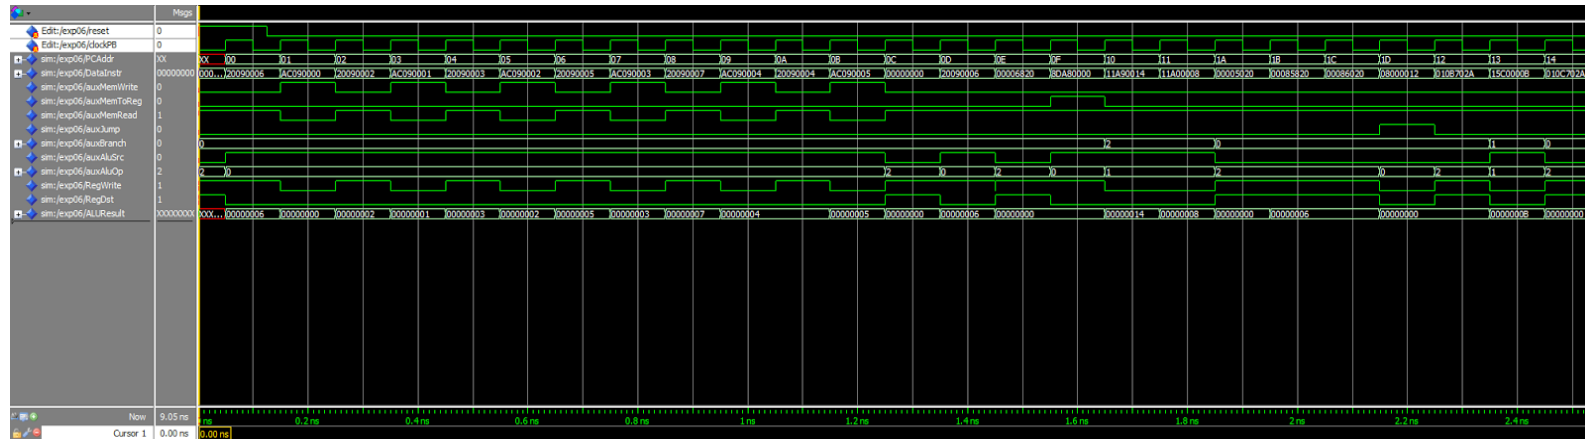 Msgs
Edit:/exp06/reset 0
Edit:/exp06/clockPB 0
sim:/exp06/PCAddr XX XX 00 01 02 03 04 05 06 07 08 09 0A 0B 0C 0D 0E 0F 10 11 1A 1B 1C 1D 12 13 14
sim:/exp06/DataInstr 00000000 000... 20090006 AC090000 20090002 AC090001 20090003 AC090002 20090005 AC090003 20090007 AC090004 20090004 AC090005 00000000 20090006 00006820 8DA80000 11A90014 11A00008 00005020 00085820 00086020 08000012 010B702A 15C0000B 010C702A
sim:/exp06/auxMemWrite 0
sim:/exp06/auxMemToReg 0
sim:/exp06/auxMemRead 1
sim:/exp06/auxJump 0
sim:/exp06/auxBranch 0 0 2 0 1 0
sim:/exp06/auxAluSrc 0
sim:/exp06/auxAluOp 2 2 0 2 0 2 0 1 2 0 2 1 2
sim:/exp06/RegWrite 1
sim:/exp06/RegDst 1
sim:/exp06/ALUResult XXXXXXXX XXX... 00000006 00000000 00000002 00000001 00000003 00000002 00000005 00000003 00000007 00000004 00000005 00000000 00000006 00000000 00000014 00000008 00000000 00000006 00000000 0000000B 00000000
Now 9.05 ns ns 0.2 ns 0.4 ns 0.6 ns 0.8 ns 1 ns 1.2 ns 1.4 ns 1.6 ns 1.8 ns 2 ns 2.2 ns 2.4 ns
Cursor 1 0.00 ns 0.00 ns